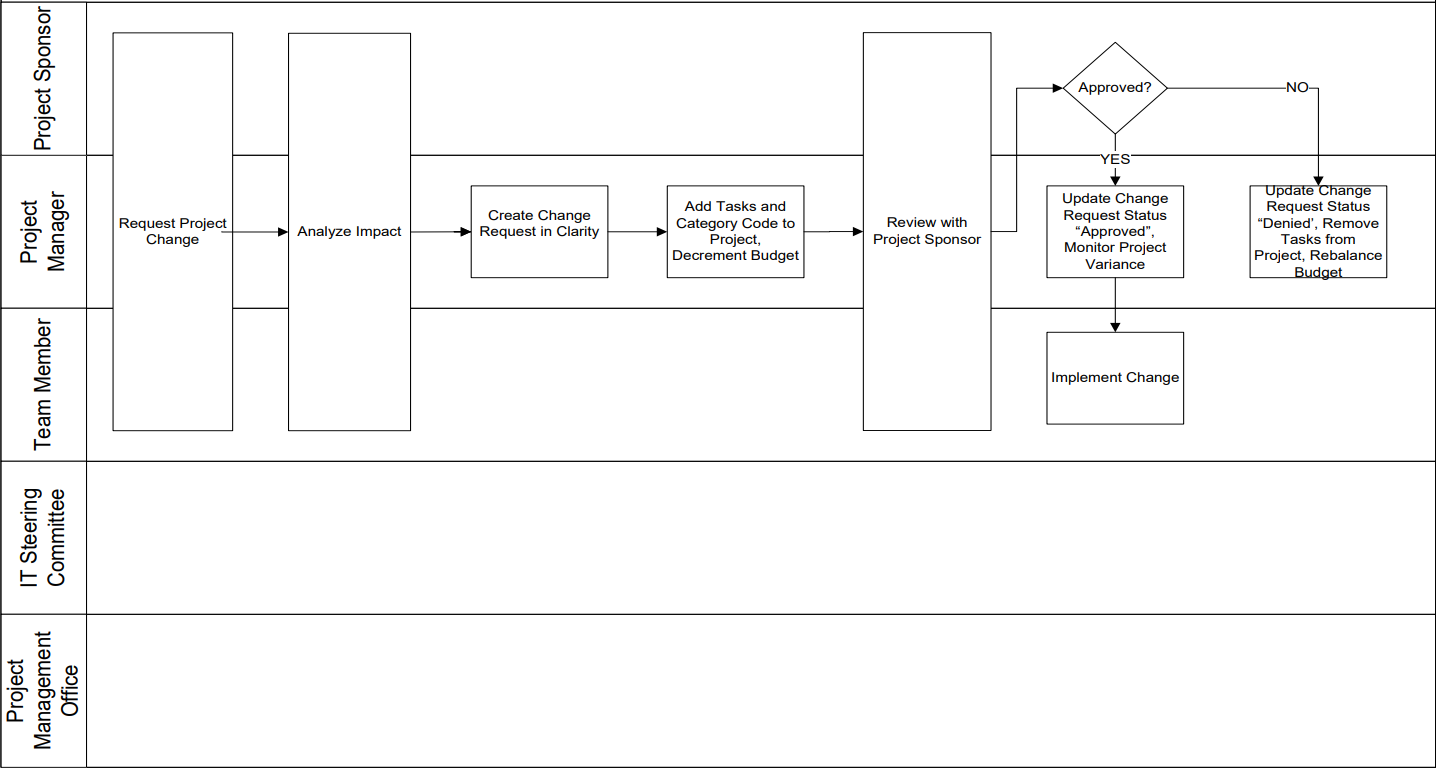 Project Sponsor
Approved?
NO
YES
Project
Manager
Request Project
Change
Analyze Impact
Create Change
Request in Clarity
Add Tasks and
Category Code to
Project,
Decrement Budget
Review with
Project Sponsor
Update Change
Request Status
“Approved”,
Monitor Project
Variance
Update Change
Request Status
“Denied’, Remove
Tasks from
Project, Rebalance
Budget
Team Member
Implement Change
IT Steering
Committee
Project
Management
Office